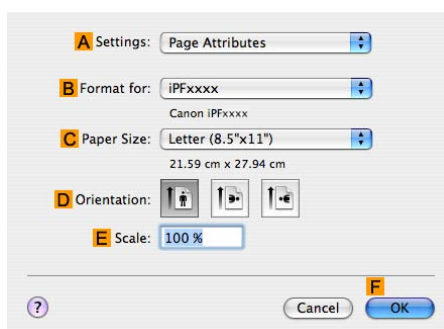 A Settings: Page Attributes
B Format for: iPFxxxx
Canon iPFxxxx
C Paper Size: Letter (8.5"x11")
21.59 cm x 27.94 cm
D Orientation:
E Scale: 100 %
F
? Cancel OK